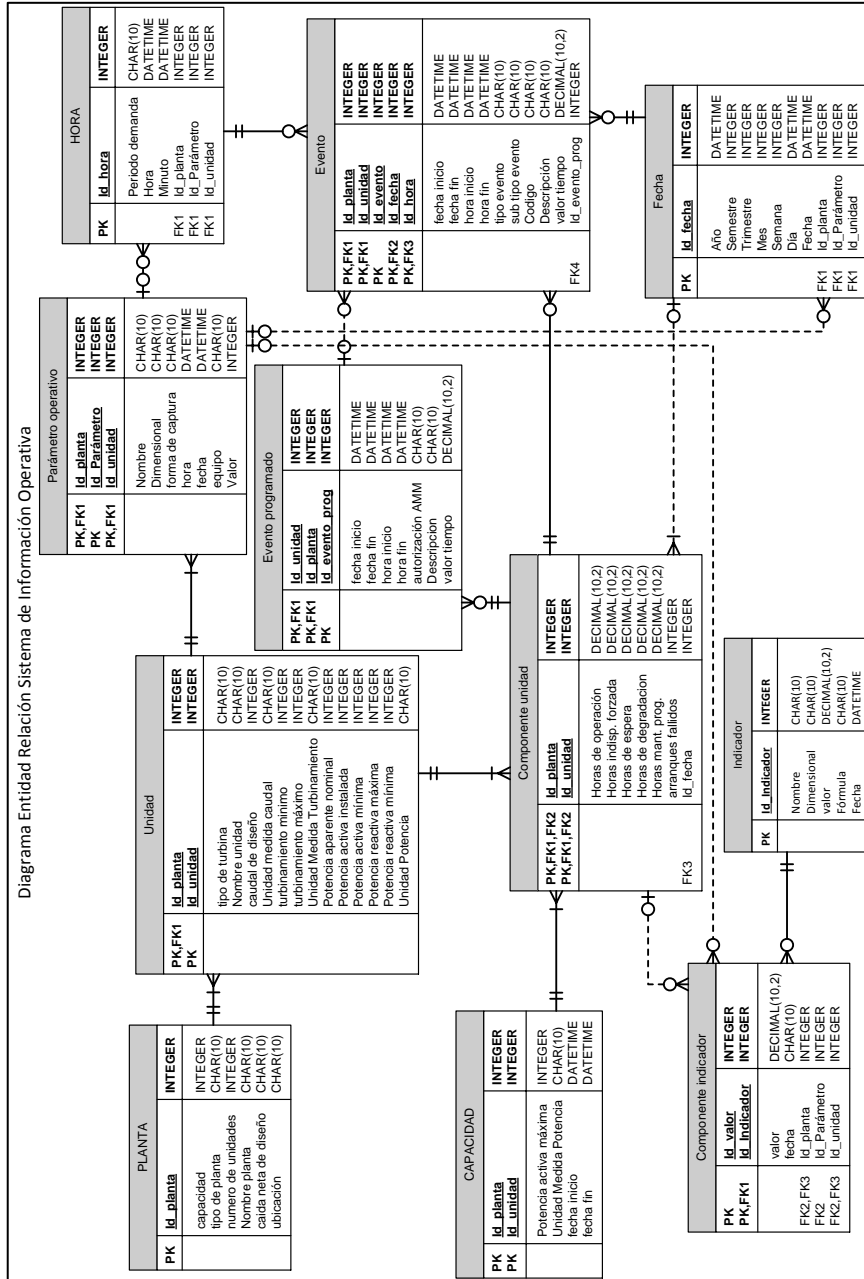 Diagrama Entidad Relación Sistema de Información Operativa
PLANTA
PK Id_planta INTEGER
capacidad INTEGER
tipo de planta CHAR(10)
numero de unidades INTEGER
Nombre planta CHAR(10)
caida neta de diseño CHAR(10)
ubicación CHAR(10)
Unidad
PK,FK1 Id_planta INTEGER
PK Id_unidad INTEGER
tipo de turbina CHAR(10)
Nombre unidad CHAR(10)
caudal de diseño INTEGER
Unidad medida caudal CHAR(10)
turbinamiento minimo INTEGER
turbinamiento máximo INTEGER
Unidad Medida Turbinamiento CHAR(10)
Potencia aparente nominal INTEGER
Potencia activa instalada INTEGER
Potencia activa mínima INTEGER
Potencia reactiva máxima INTEGER
Potencia reactiva mínima INTEGER
Unidad Potencia CHAR(10)
Parámetro operativo
PK,FK1 Id_planta INTEGER
PK Id_Parámetro INTEGER
PK,FK1 Id_unidad INTEGER
Nombre CHAR(10)
Dimensional CHAR(10)
forma de captura CHAR(10)
hora DATETIME
fecha DATETIME
equipo CHAR(10)
Valor INTEGER
HORA
PK Id_hora INTEGER
Periodo demanda CHAR(10)
Hora DATETIME
Minuto DATETIME
FK1 Id_planta INTEGER
FK1 Id_Parámetro INTEGER
FK1 Id_unidad INTEGER
CAPACIDAD
PK Id_planta INTEGER
PK Id_unidad INTEGER
Potencia activa máxima INTEGER
Unidad Medida Potencia CHAR(10)
fecha inicio DATETIME
fecha fin DATETIME
Componente unidad
PK,FK1,FK2 Id_planta INTEGER
PK,FK1,FK2 Id_unidad INTEGER
Horas de operación DECIMAL(10,2)
Horas indisp. forzada DECIMAL(10,2)
Horas de espera DECIMAL(10,2)
Horas de degradacion DECIMAL(10,2)
Horas mant. prog. DECIMAL(10,2)
arranques fallidos INTEGER
FK3 Id_fecha INTEGER
Evento programado
PK,FK1 Id_unidad INTEGER
PK,FK1 Id_planta INTEGER
PK Id_evento_prog INTEGER
fecha inicio DATETIME
fecha fin DATETIME
hora inicio DATETIME
hora fin DATETIME
autorización AMM CHAR(10)
Descripcion CHAR(10)
valor tiempo DECIMAL(10,2)
Evento
PK,FK1 Id_planta INTEGER
PK,FK1 Id_unidad INTEGER
PK Id_evento INTEGER
PK,FK2 Id_fecha INTEGER
PK,FK3 Id_hora INTEGER
fecha inicio DATETIME
fecha fin DATETIME
hora inicio DATETIME
hora fin DATETIME
tipo evento CHAR(10)
sub tipo evento CHAR(10)
Codigo CHAR(10)
Descripción CHAR(10)
valor tiempo DECIMAL(10,2)
FK4 Id_evento_prog INTEGER
Componente indicador
PK Id_valor INTEGER
PK,FK1 Id_Indicador INTEGER
valor DECIMAL(10,2)
fecha CHAR(10)
FK2,FK3 Id_planta INTEGER
FK2 Id_Parámetro INTEGER
FK2,FK3 Id_unidad INTEGER
Indicador
PK Id_Indicador INTEGER
Nombre CHAR(10)
Dimensional CHAR(10)
valor DECIMAL(10,2)
Fórmula CHAR(10)
Fecha DATETIME
Fecha
PK Id_fecha INTEGER
Año DATETIME
Semestre INTEGER
Trimestre INTEGER
Mes INTEGER
Semana INTEGER
Día DATETIME
Fecha DATETIME
FK1 Id_planta INTEGER
FK1 Id_Parámetro INTEGER
FK1 Id_unidad INTEGER